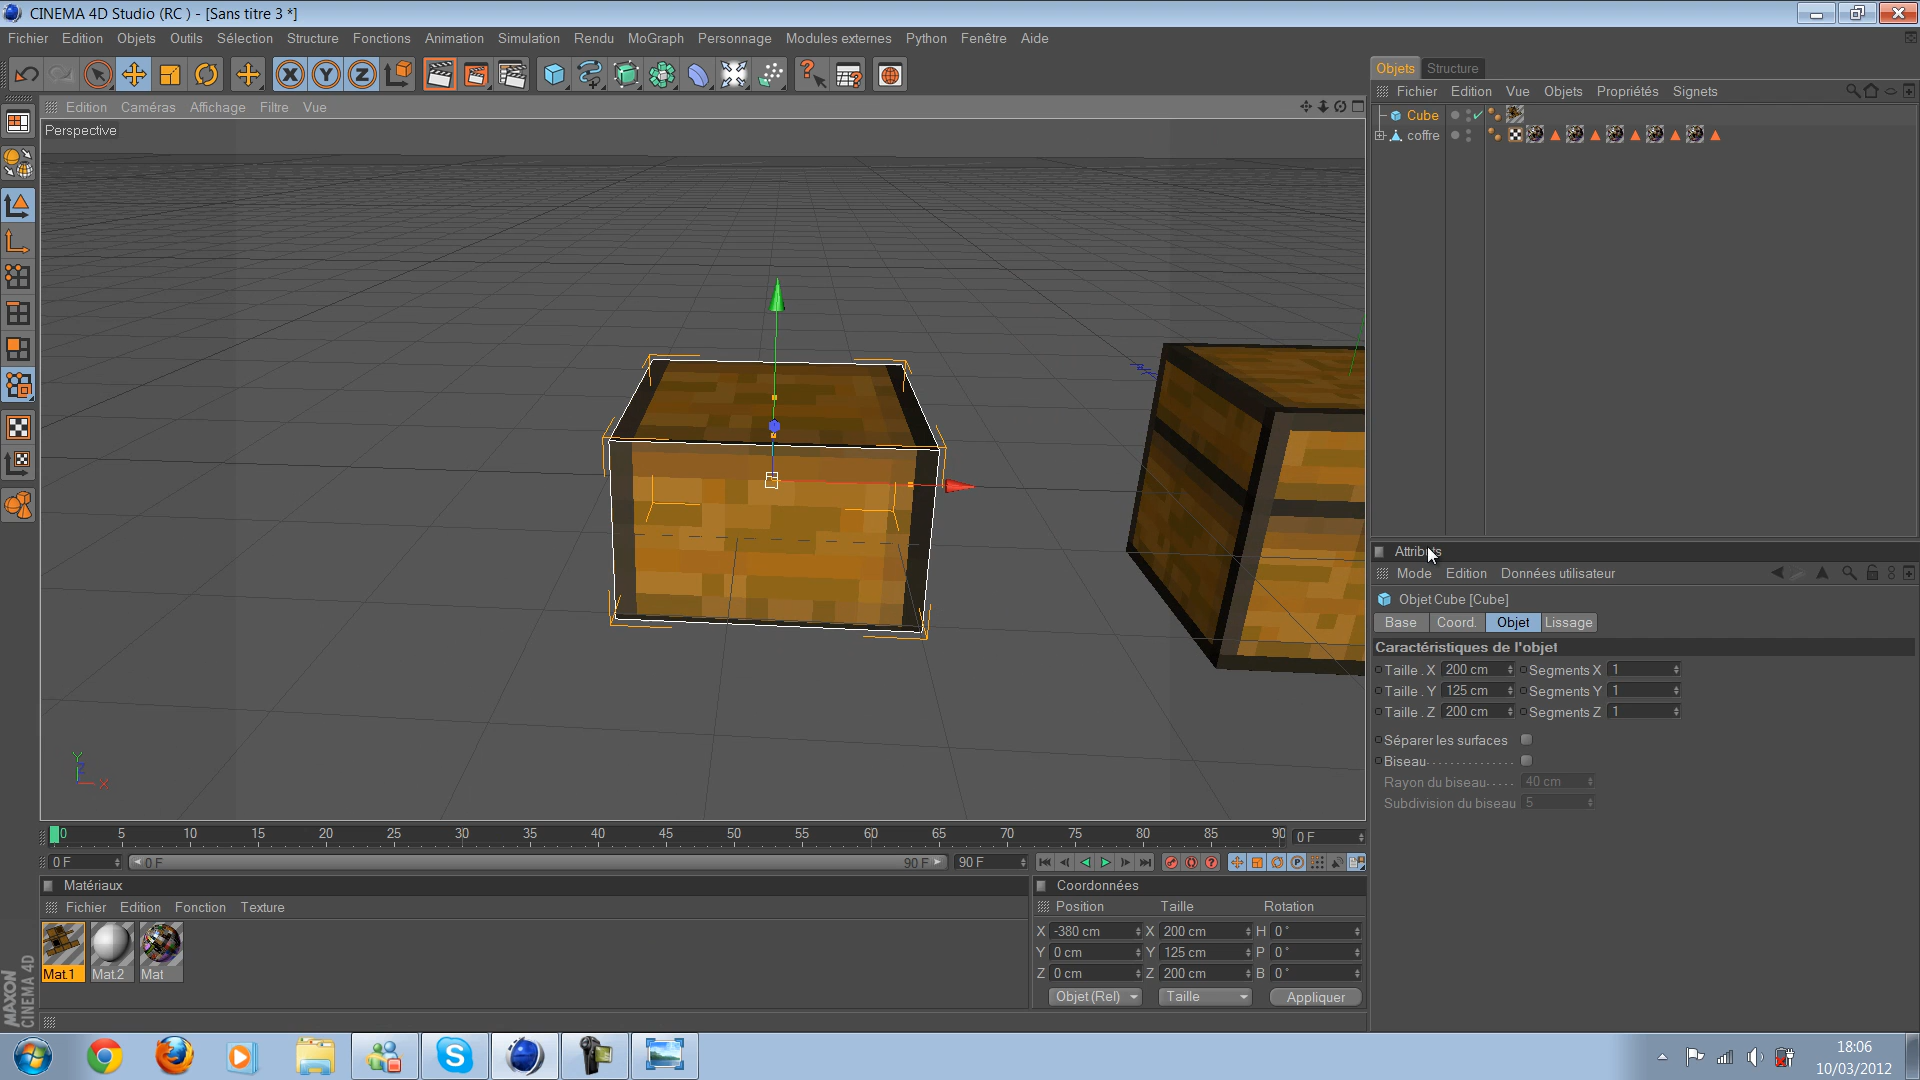 CINEMA 4D Studio (RC ) - [Sans titre 3 *]
Fichier Edition Objets Outils Sélection Structure Fonctions Animation Simulation Rendu MoGraph Personnage Modules externes Python Fenêtre Aide
X Y Z
Objets Structure
Edition Caméras Affichage Filtre Vue
Fichier Edition Vue Objets Propriétés Signets
Perspective
Cube
coffre
Attributs
Mode Edition Données utilisateur
Objet Cube [Cube]
Base Coord. Objet Lissage
Caractéristiques de l'objet
Taille . X 200 cm Segments X 1
Taille . Y 125 cm Segments Y 1
Taille . Z 200 cm Segments Z 1
Séparer les surfaces
Biseau
Rayon du biseau 40 cm
Subdivision du biseau 5
Y
Z
X
0 5 10 15 20 25 30 35 40 45 50 55 60 65 70 75 80 85 90 0 F
0 F 0 F 90 F 90 F
Matériaux
Fichier Edition Fonction Texture
Mat.1 Mat.2 Mat
Coordonnées
Position Taille Rotation
X -380 cm X 200 cm H 0 °
Y 0 cm Y 125 cm P 0 °
Z 0 cm Z 200 cm B 0 °
Objet (Rel) Taille Appliquer
MAXON
CINEMA 4D
18:06
10/03/2012